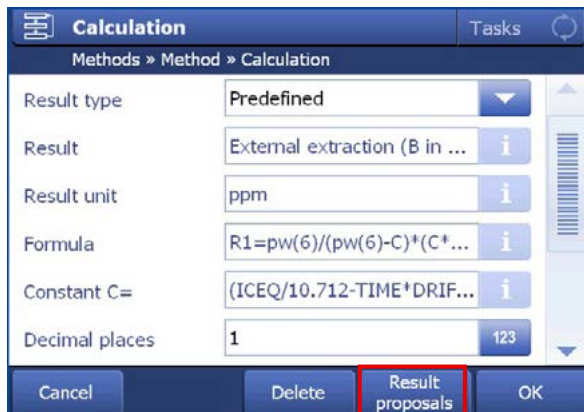 Calculation Tasks
Methods » Method » Calculation
Result type Predefined
Result External extraction (B in ... i
Result unit ppm i
Formula R1=pw(6)/(pw(6)-C)*(C*... i
Constant C= (ICEQ/10.712-TIME*DRIF... i
Decimal places 1 123
Cancel Delete Result proposals OK